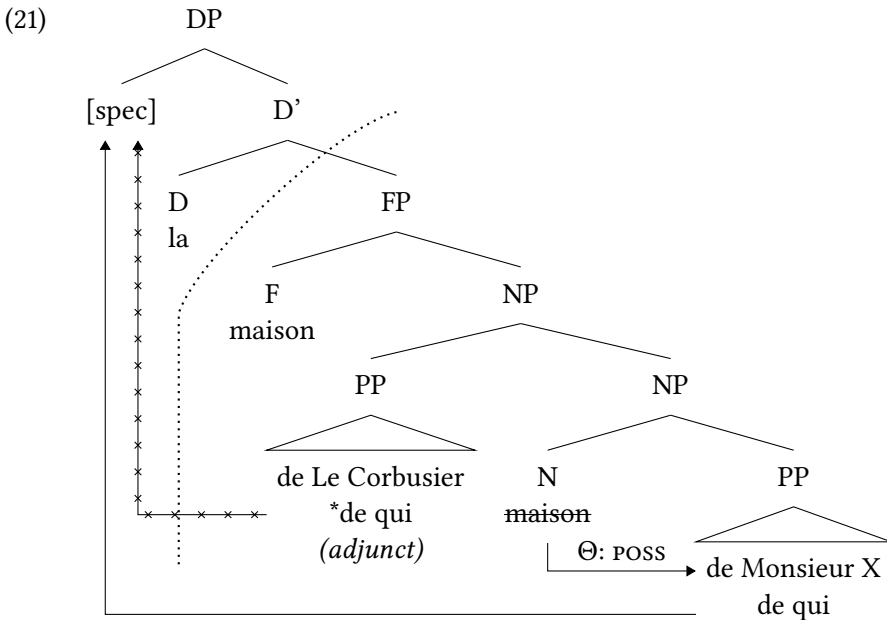 (21) DP
[spec] D’
D FP
la
F NP
maison
PP NP
de Le Corbusier N PP
*de qui maison
(adjunct) Θ: POSS de Monsieur X
de qui